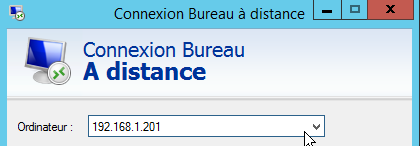 Connexion Bureau à distance
Connexion Bureau
A distance
Ordinateur :
192.168.1.201